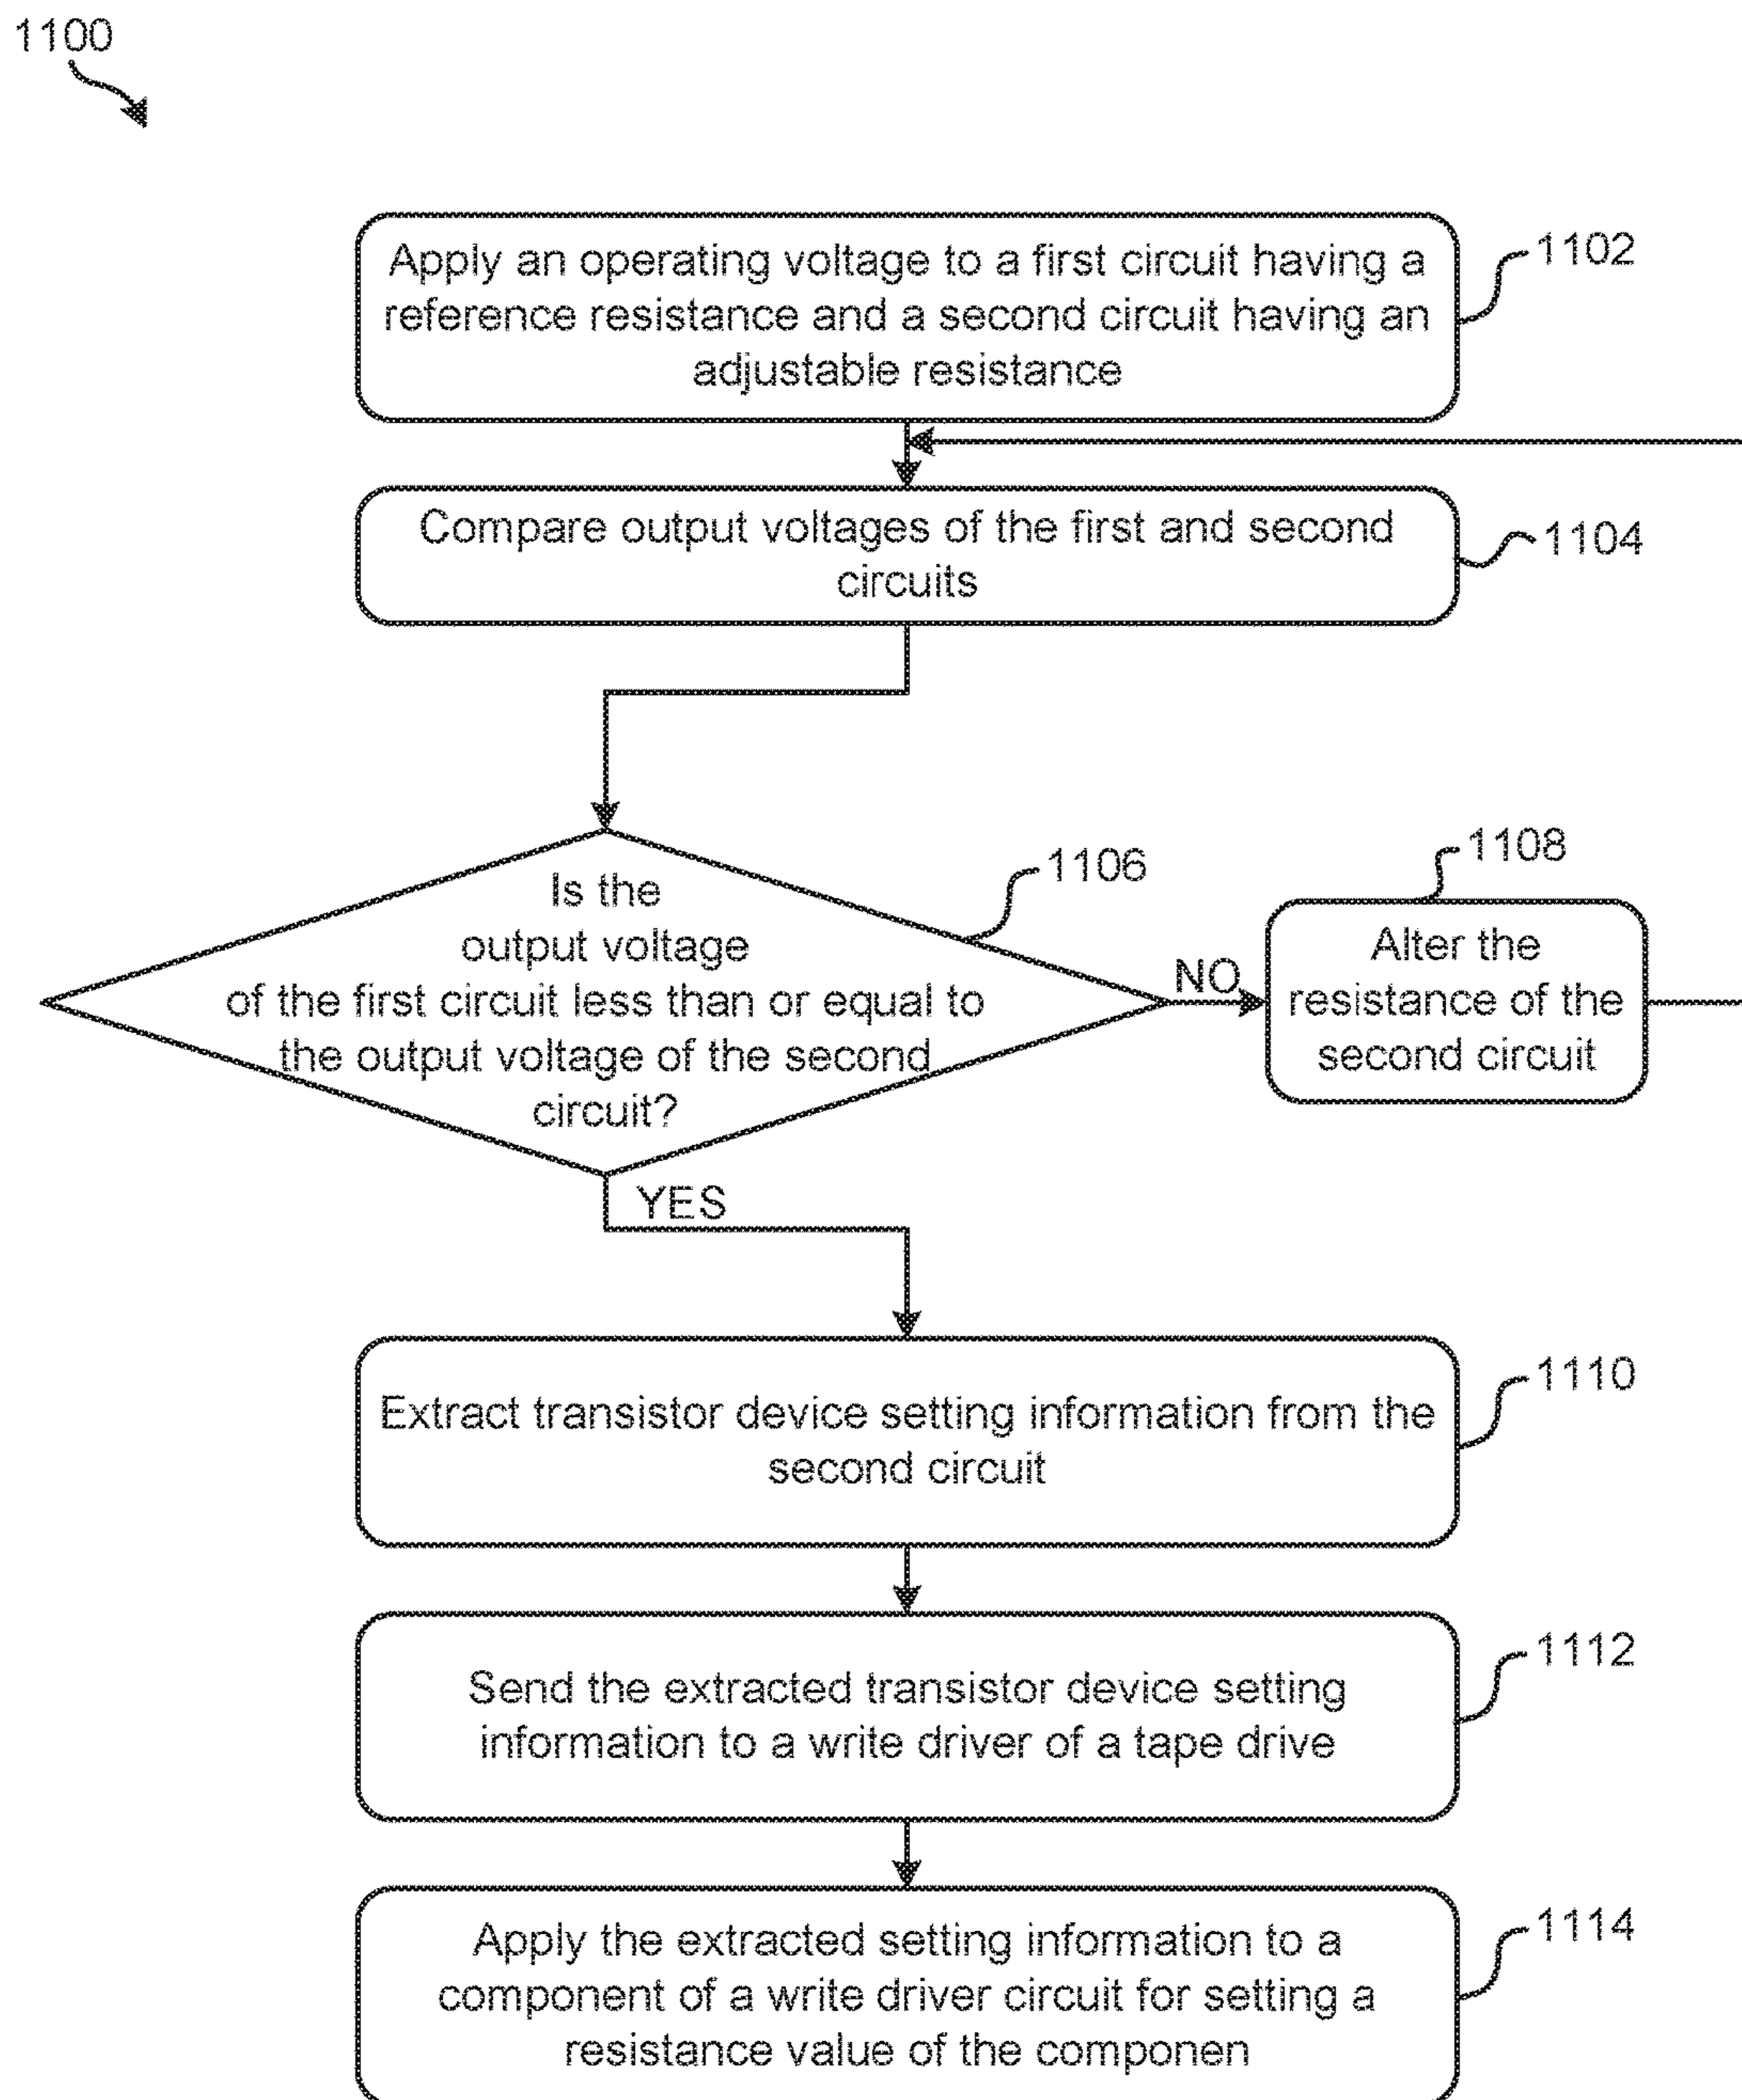 1100
Apply an operating voltage to a first circuit having a
reference resistance and a second circuit having an
adjustable resistance
1102
Compare output voltages of the first and second
circuits
1104
Is the
output voltage
of the first circuit less than or equal to
the output voltage of the second
circuit?
1106
NO
1108
Alter the
resistance of the
second circuit
YES
Extract transistor device setting information from the
second circuit
1110
Send the extracted transistor device setting
information to a write driver of a tape drive
1112
Apply the extracted setting information to a
component of a write driver circuit for setting a
resistance value of the componen
1114